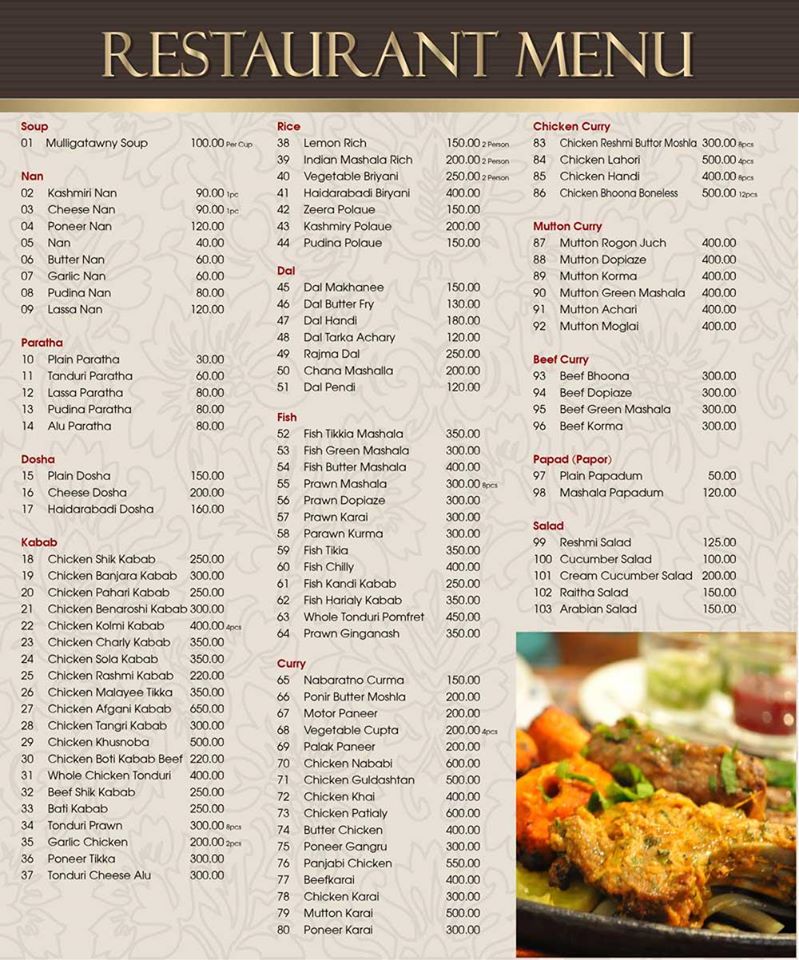 RESTAURANT MENU
Soup
01 Mulligatawny Soup 100.00 Per Cup
Nan
02 Kashmiri Nan 90.00 1pc
03 Cheese Nan 90.00 1pc
04 Poneer Nan 120.00
05 Nan 40.00
06 Butter Nan 60.00
07 Garlic Nan 60.00
08 Pudina Nan 80.00
09 Lassa Nan 120.00
Paratha
10 Plain Paratha 30.00
11 Tanduri Paratha 60.00
12 Lassa Paratha 80.00
13 Pudina Paratha 80.00
14 Alu Paratha 80.00
Dosha
15 Plain Dosha 150.00
16 Cheese Dosha 200.00
17 Haidarabadi Dosha 160.00
Kabab
18 Chicken Shik Kabab 250.00
19 Chicken Banjara Kabab 300.00
20 Chicken Pahari Kabab 250.00
21 Chicken Benaroshi Kabab 300.00
22 Chicken Kolmi Kabab 400.00 4pcs
23 Chicken Charly Kabab 350.00
24 Chicken Sola Kabab 350.00
25 Chicken Rashmi Kabab 220.00
26 Chicken Malayee Tikka 350.00
27 Chicken Afgani Kabab 650.00
28 Chicken Tangri Kabab 300.00
29 Chicken Khusnoba 500.00
30 Chicken Boti Kabab Beef 220.00
31 Whole Chicken Tonduri 400.00
32 Beef Shik Kabab 250.00
33 Bati Kabab 250.00
34 Tonduri Prawn 300.00 8pcs
35 Garlic Chicken 200.00 2pcs
36 Poneer Tikka 300.00
37 Tonduri Cheese Alu 300.00
Rice
38 Lemon Rich 150.00 2 Person
39 Indian Mashala Rich 200.00 2 Person
40 Vegetable Briyani 250.00 2 Person
41 Haidarabadi Biryani 400.00
42 Zeera Polaue 150.00
43 Kashmiry Polaue 200.00
44 Pudina Polaue 150.00
Dal
45 Dal Makhanee 150.00
46 Dal Butter Fry 130.00
47 Dal Handi 180.00
48 Dal Tarka Achary 120.00
49 Rajma Dal 250.00
50 Chana Mashalla 200.00
51 Dal Pendi 120.00
Fish
52 Fish Tikkia Mashala 350.00
53 Fish Green Mashala 300.00
54 Fish Butter Mashala 400.00
55 Prawn Mashala 300.00 8pcs
56 Prawn Dopiaze 300.00
57 Prawn Karai 300.00
58 Parawn Kurma 300.00
59 Fish Tikia 350.00
60 Fish Chilly 400.00
61 Fish Kandi Kabab 250.00
62 Fish Harialy Kabab 350.00
63 Whole Tonduri Pomfret 450.00
64 Prawn Ginganash 350.00
Curry
65 Nabaratno Curma 150.00
66 Ponir Butter Moshla 200.00
67 Motor Paneer 200.00
68 Vegetable Cupta 200.00 4pcs
69 Palak Paneer 200.00
70 Chicken Nababi 600.00
71 Chicken Guldashtan 500.00
72 Chicken Khai 400.00
73 Chicken Patialy 600.00
74 Butter Chicken 400.00
75 Poneer Gangru 300.00
76 Panjabi Chicken 550.00
77 Beefkarai 400.00
78 Chicken Karai 300.00
79 Mutton Karai 500.00
80 Poneer Karai 300.00
Chicken Curry
83 Chicken Reshmi Buttor Moshla 300.00 8pcs
84 Chicken Lahori 500.00 4pcs
85 Chicken Handi 400.00 8pcs
86 Chicken Bhoona Boneless 500.00 12pcs
Mutton Curry
87 Mutton Rogon Juch 400.00
88 Mutton Dopiaze 400.00
89 Mutton Korma 400.00
90 Mutton Green Mashala 400.00
91 Mutton Achari 400.00
92 Mutton Moglai 400.00
Beef Curry
93 Beef Bhoona 300.00
94 Beef Dopiaze 300.00
95 Beef Green Mashala 300.00
96 Beef Korma 300.00
Papad (Papor)
97 Plain Papadum 50.00
98 Mashala Papadum 120.00
Salad
99 Reshmi Salad 125.00
100 Cucumber Salad 100.00
101 Cream Cucumber Salad 200.00
102 Raitha Salad 150.00
103 Arabian Salad 150.00